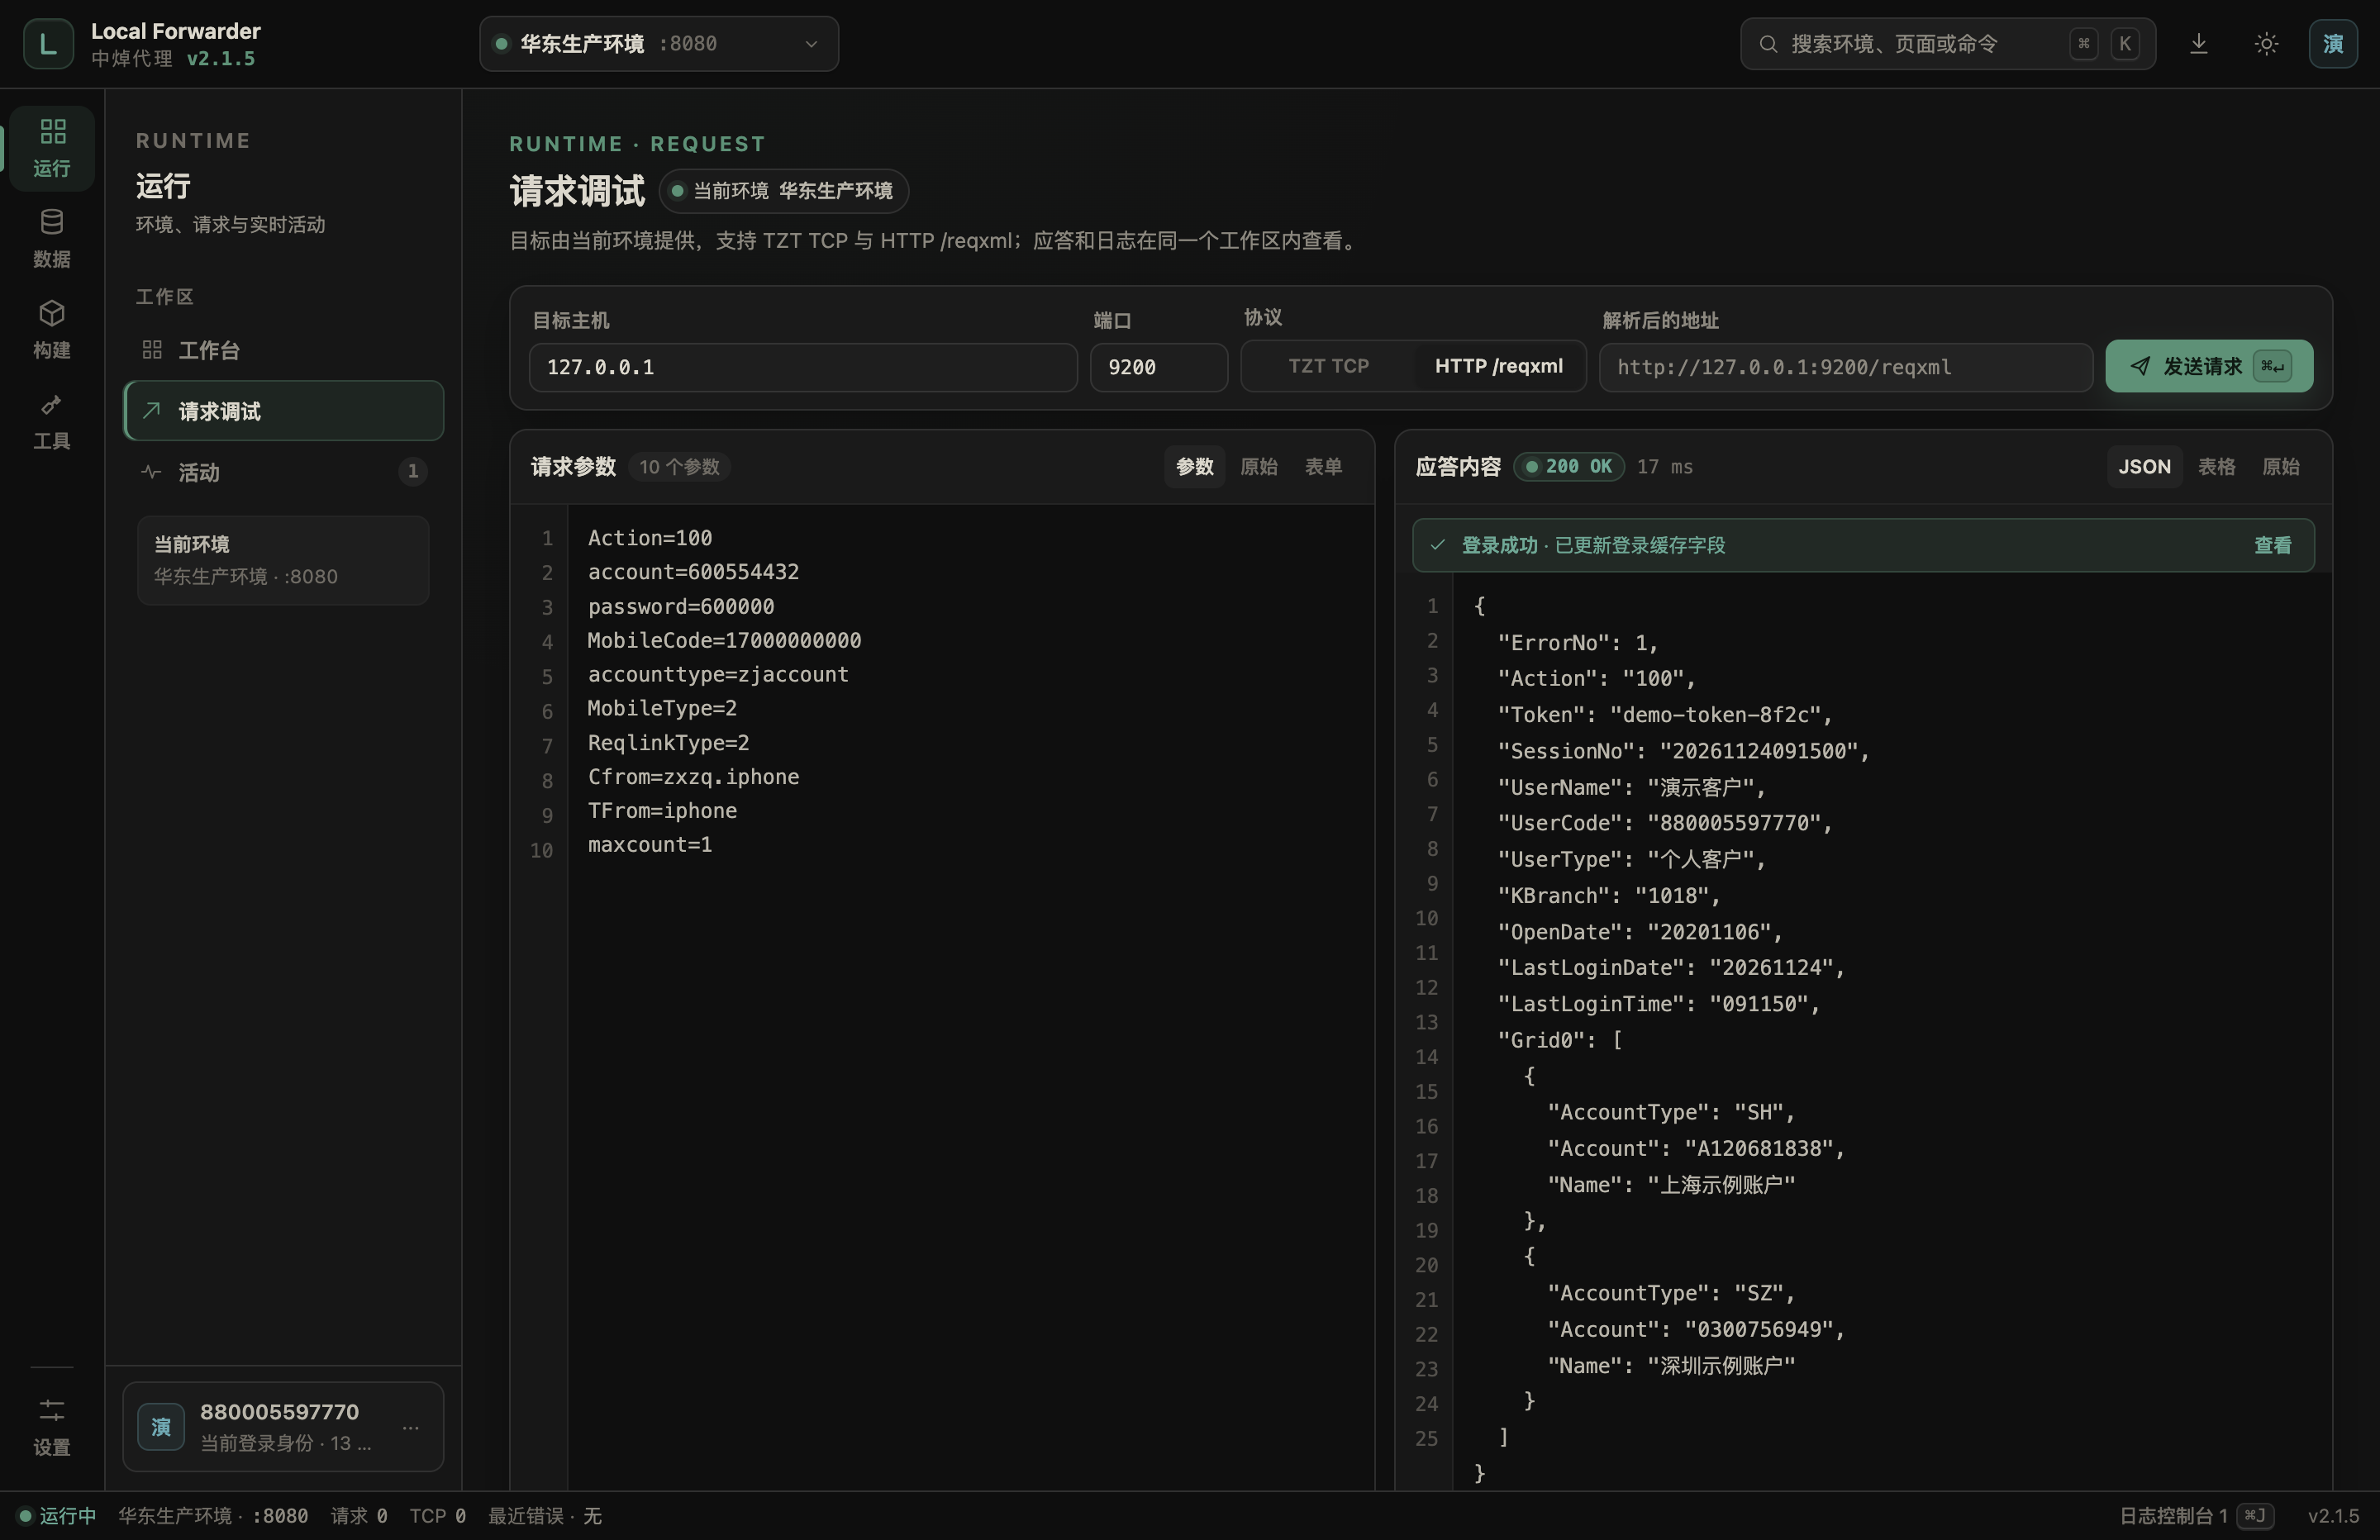 L
Local Forwarder
中焯代理 v2.1.5
华东生产环境 :8080
搜索环境、页面或命令 ⌘ K
演
运行
数据
构建
工具
设置
RUNTIME
运行
环境、请求与实时活动
工作区
工作台
请求调试
活动 1
当前环境
华东生产环境 · :8080
演
880005597770
当前登录身份 · 13 ...
RUNTIME · REQUEST
请求调试 当前环境 华东生产环境
目标由当前环境提供，支持 TZT TCP 与 HTTP /reqxml；应答和日志在同一个工作区内查看。
目标主机 端口 协议 解析后的地址
127.0.0.1 9200 TZT TCP HTTP /reqxml http://127.0.0.1:9200/reqxml 发送请求 ⌘↵
请求参数 10 个参数 参数 原始 表单
1 Action=100
2 account=600554432
3 password=600000
4 MobileCode=17000000000
5 accounttype=zjaccount
6 MobileType=2
7 ReqlinkType=2
8 Cfrom=zxzq.iphone
9 TFrom=iphone
10 maxcount=1
应答内容 200 OK 17 ms JSON 表格 原始
登录成功 · 已更新登录缓存字段 查看
1 {
2 "ErrorNo": 1,
3 "Action": "100",
4 "Token": "demo-token-8f2c",
5 "SessionNo": "20261124091500",
6 "UserName": "演示客户",
7 "UserCode": "880005597770",
8 "UserType": "个人客户",
9 "KBranch": "1018",
10 "OpenDate": "20201106",
11 "LastLoginDate": "20261124",
12 "LastLoginTime": "091150",
13 "Grid0": [
14 {
15 "AccountType": "SH",
16 "Account": "A120681838",
17 "Name": "上海示例账户"
18 },
19 {
20 "AccountType": "SZ",
21 "Account": "0300756949",
22 "Name": "深圳示例账户"
23 }
24 ]
25 }
运行中 华东生产环境 · :8080 请求 0 TCP 0 最近错误 · 无 日志控制台 1 ⌘J v2.1.5